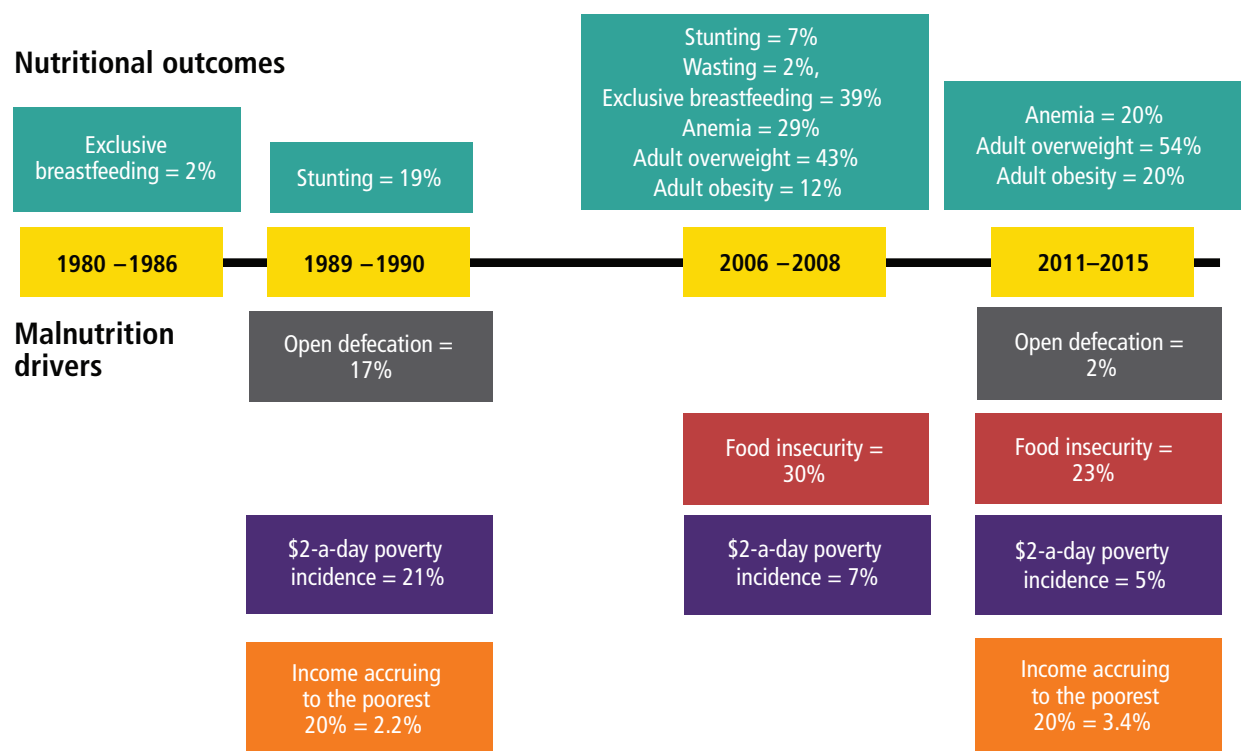 Nutritional outcomes
Exclusive
breastfeeding = 2%
Stunting = 19%
Stunting = 7%
Wasting = 2%,
Exclusive breastfeeding = 39%
Anemia = 29%
Adult overweight = 43%
Adult obesity = 12%
Anemia = 20%
Adult overweight = 54%
Adult obesity = 20%
1980 –1986
1989 –1990
2006 –2008
2011–2015
Malnutrition
drivers
Open defecation =
17%
Open defecation =
2%
Food insecurity =
30%
Food insecurity =
23%
$2-a-day poverty
incidence = 21%
$2-a-day poverty
incidence = 7%
$2-a-day poverty
incidence = 5%
Income accruing
to the poorest
20% = 2.2%
Income accruing
to the poorest
20% = 3.4%